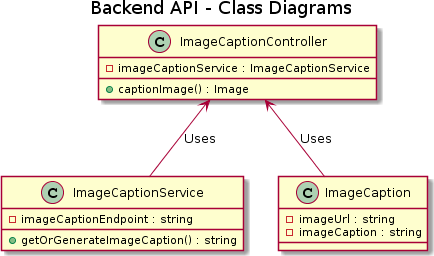 Backend API - Class Diagrams
C ImageCaptionController
imageCaptionService : ImageCaptionService
captionImage() : Image
Uses
Uses
C ImageCaptionService
imageCaptionEndpoint : string
getOrGenerateImageCaption() : string
C ImageCaption
imageUrl : string
imageCaption : string